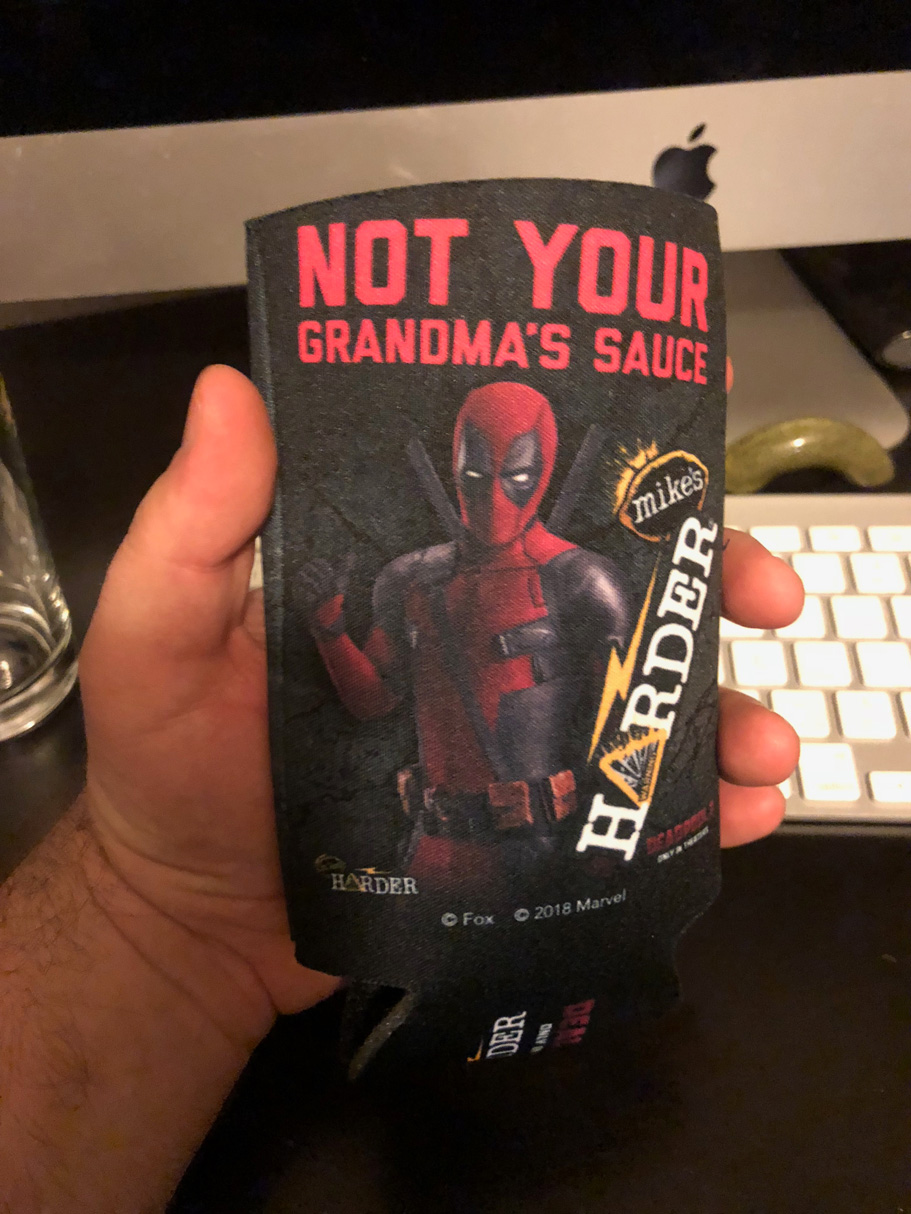 NOT YOUR
GRANDMA'S SAUCE
mike's
HARDER
DEADPOOL 2
ONLY IN THEATERS
HARDER
© Fox © 2018 Marvel
DER